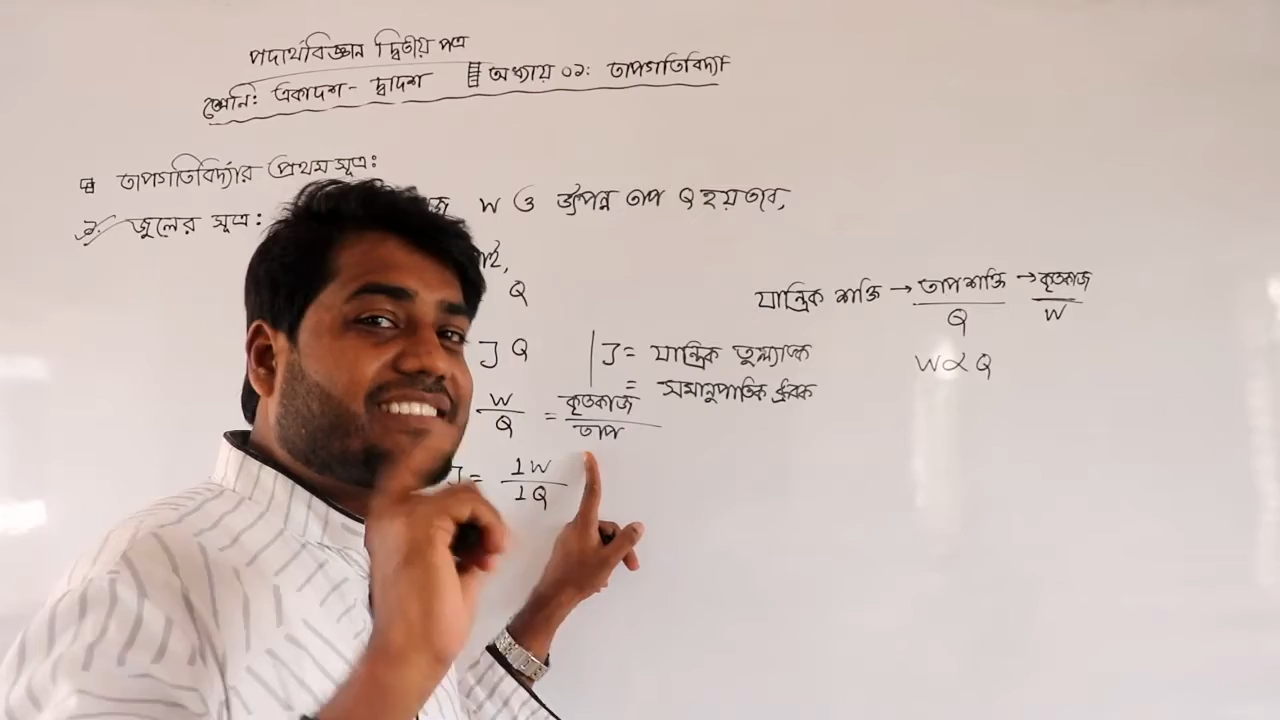 পদার্থবিজ্ঞান দ্বিতীয় পত্র
শ্রেনি: একাদশ - দ্বাদশ অধ্যায় ০১: তাপগতিবিদ্যা
তাপগতিবিদ্যার প্রথম সূত্র:
জুলের সূত্র: W ও উৎপন্ন তাপ Q হয় তবে,
Q
J Q
J = যান্ত্রিক তুল্যাঙ্ক
= সমানুপাতিক ধ্রুবক
W/Q = কৃতকাজ/তাপ
J = 1W/1Q
যান্ত্রিক শক্তি → তাপশক্তি → কৃতকাজ
Q W
W ∝ Q